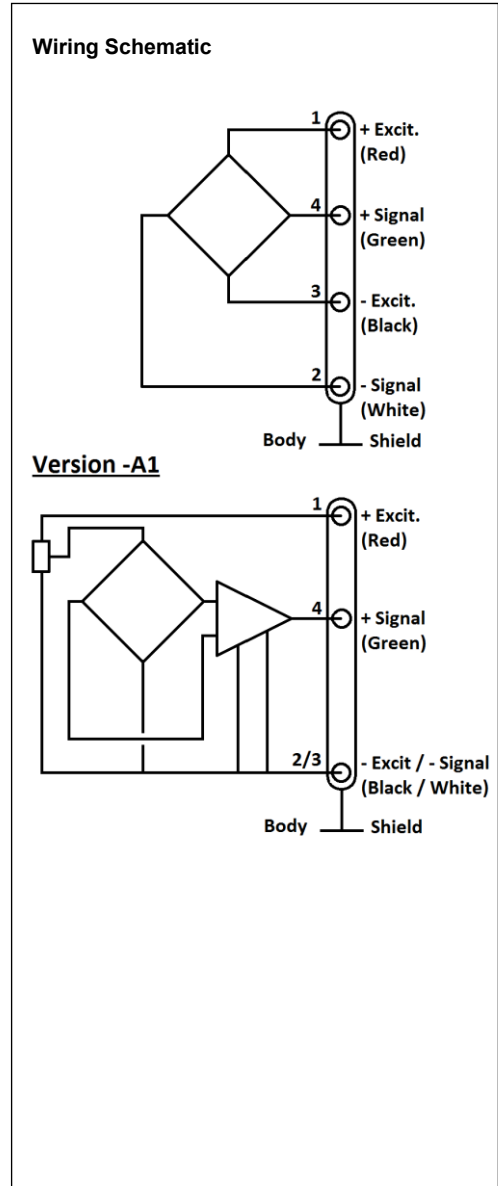 Wiring Schematic
1
+ Excit.
(Red)
4
+ Signal
(Green)
3
- Excit.
(Black)
2
- Signal
(White)
Body
Shield
Version -A1
1
+ Excit.
(Red)
4
+ Signal
(Green)
2/3
- Excit / - Signal
(Black / White)
Body
Shield